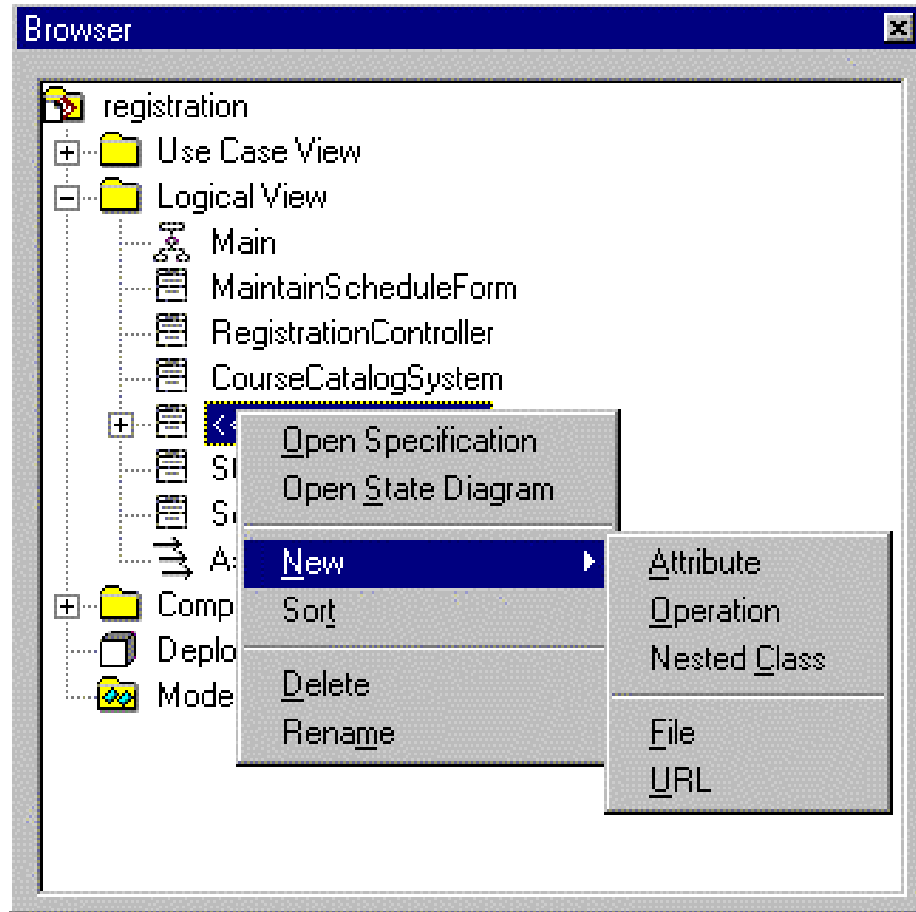 Browser
registration
Use Case View
Logical View
Main
MaintainScheduleForm
RegistrationController
CourseCatalogSystem
Open Specification
Open State Diagram
New
Sort
Delete
Rename
Attribute
Operation
Nested Class
File
URL